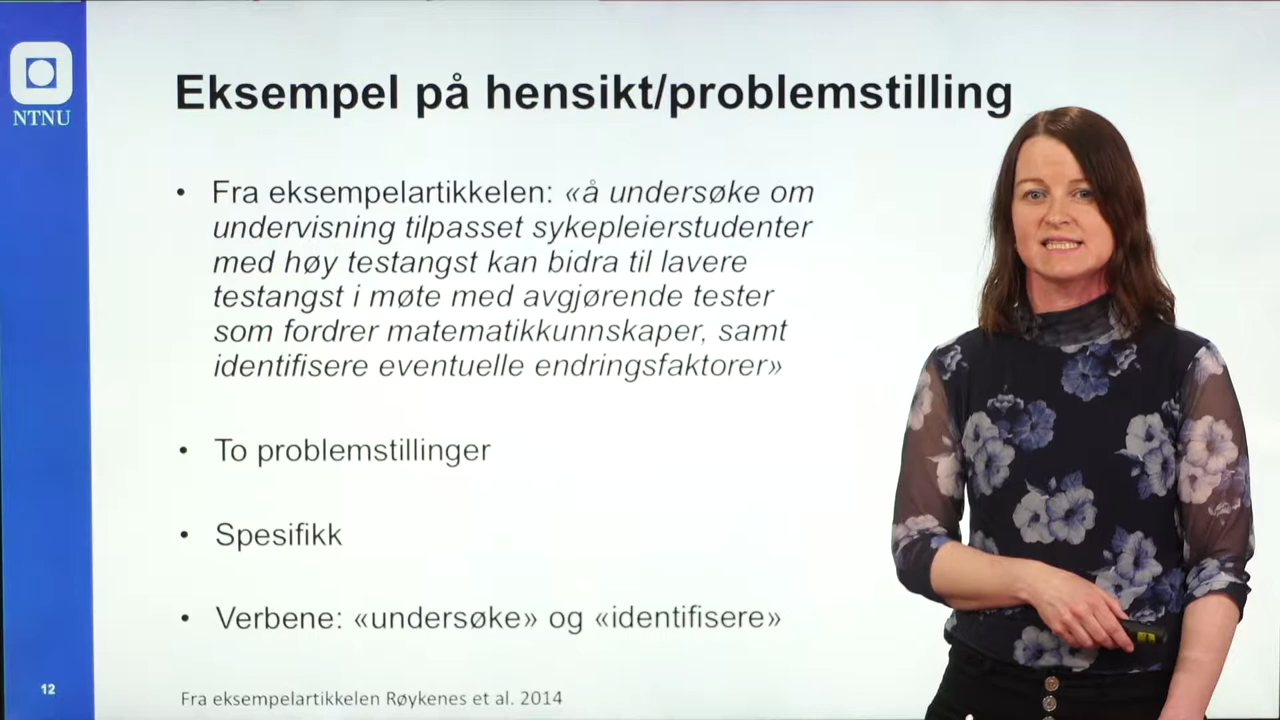 NTNU
Eksempel på hensikt/problemstilling
• Fra eksempelartikkelen: «å undersøke om
undervisning tilpasset sykepleierstudenter
med høy testangst kan bidra til lavere
testangst i møte med avgjørende tester
som fordrer matematikkunnskaper, samt
identifisere eventuelle endringsfaktorer»
• To problemstillinger
• Spesifikk
• Verbene: «undersøke» og «identifisere»
12
Fra eksempelartikkelen Røykenes et al. 2014